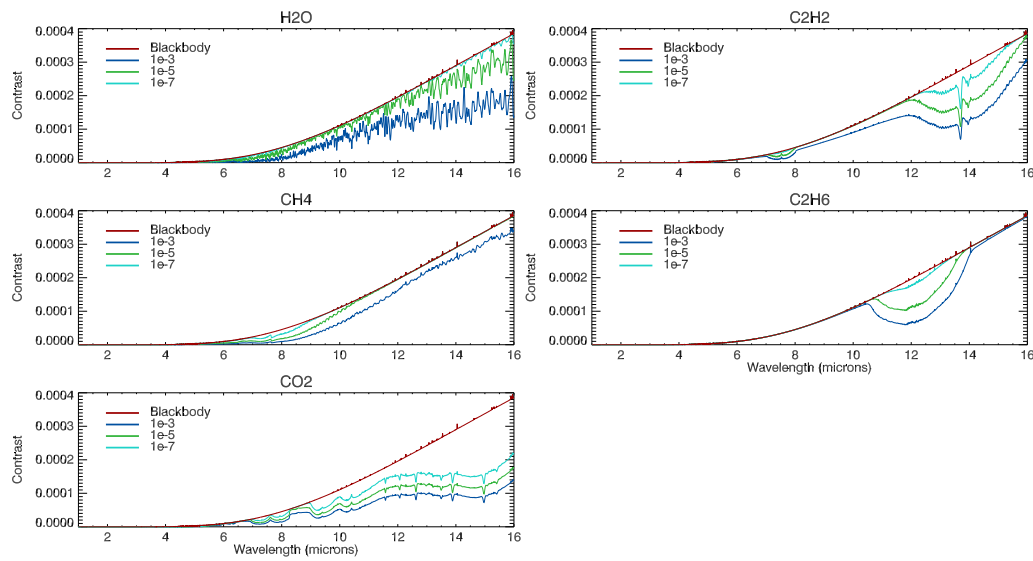 H2O
0.0004
0.0003
0.0002
0.0001
0.0000
Contrast
Blackbody
1e-3
1e-5
1e-7
2 4 6 8 10 12 14 16
C2H2
0.0004
0.0003
0.0002
0.0001
0.0000
Contrast
Blackbody
1e-3
1e-5
1e-7
2 4 6 8 10 12 14 16
CH4
0.0004
0.0003
0.0002
0.0001
0.0000
Contrast
Blackbody
1e-3
1e-5
1e-7
2 4 6 8 10 12 14 16
C2H6
0.0004
0.0003
0.0002
0.0001
0.0000
Contrast
Blackbody
1e-3
1e-5
1e-7
2 4 6 8 10 12 14 16
Wavelength (microns)
CO2
0.0004
0.0003
0.0002
0.0001
0.0000
Contrast
Blackbody
1e-3
1e-5
1e-7
2 4 6 8 10 12 14 16
Wavelength (microns)